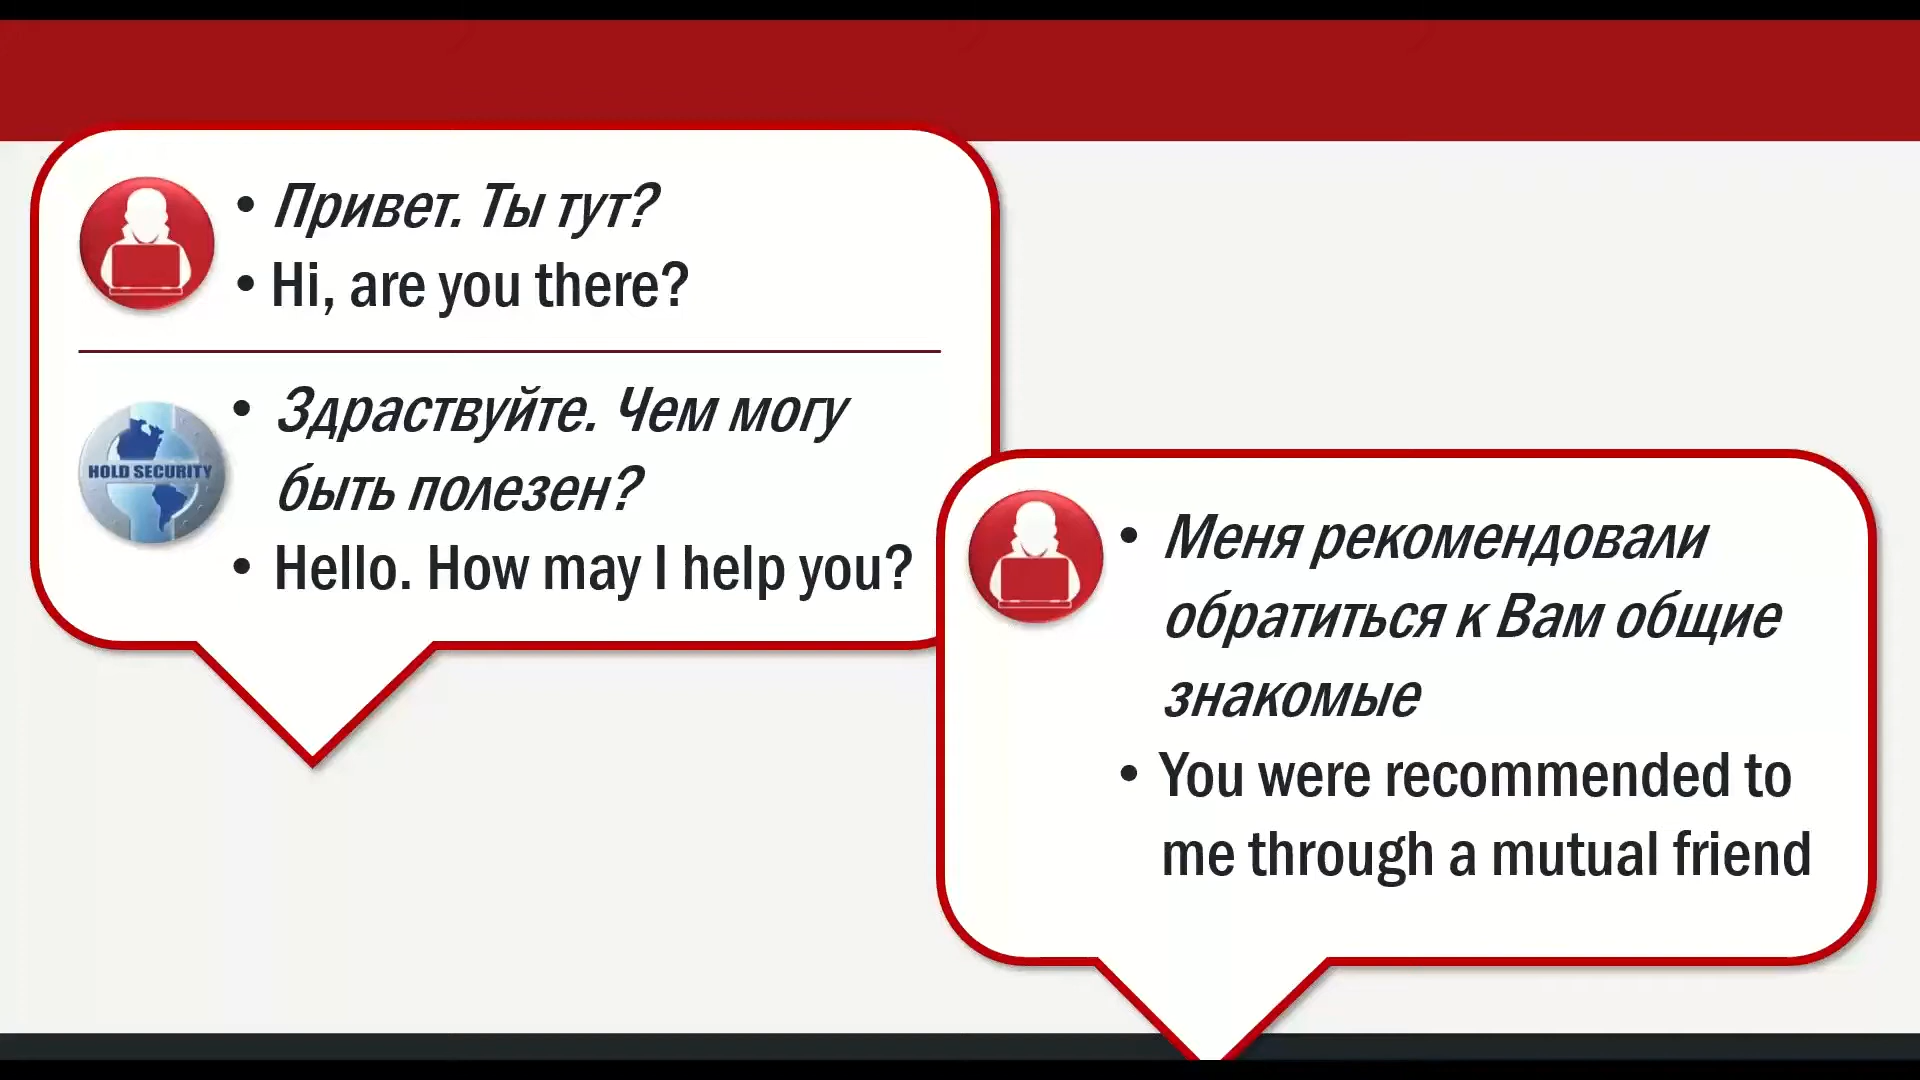 • Привет. Ты тут?
• Hi, are you there?
HOLD SECURITY
• Здраствуйте. Чем могу
быть полезен?
• Hello. How may I help you?
• Меня рекомендовали
обратиться к Вам общие
знакомые
• You were recommended to
me through a mutual friend